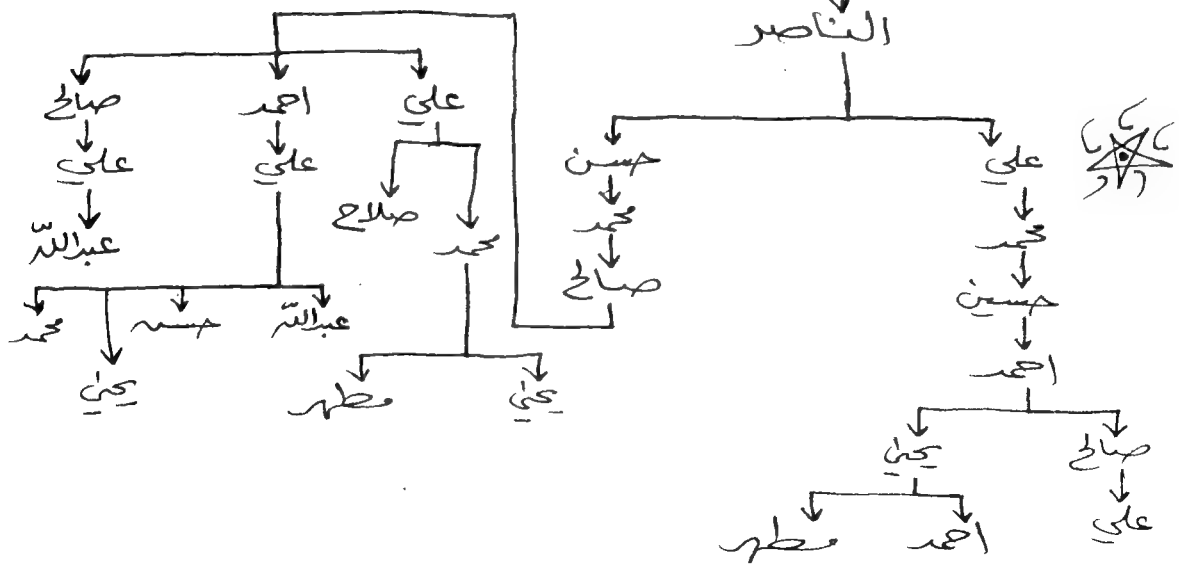 الناصر
علي احمد صالح
حسن علي
علي علي
صلاح محمد
محمد عبدالله
صالح حسين
عبدالله حسن محمد
احمد
يحيى مطهر يحيى
صالح يحيى
علي احمد مطهر